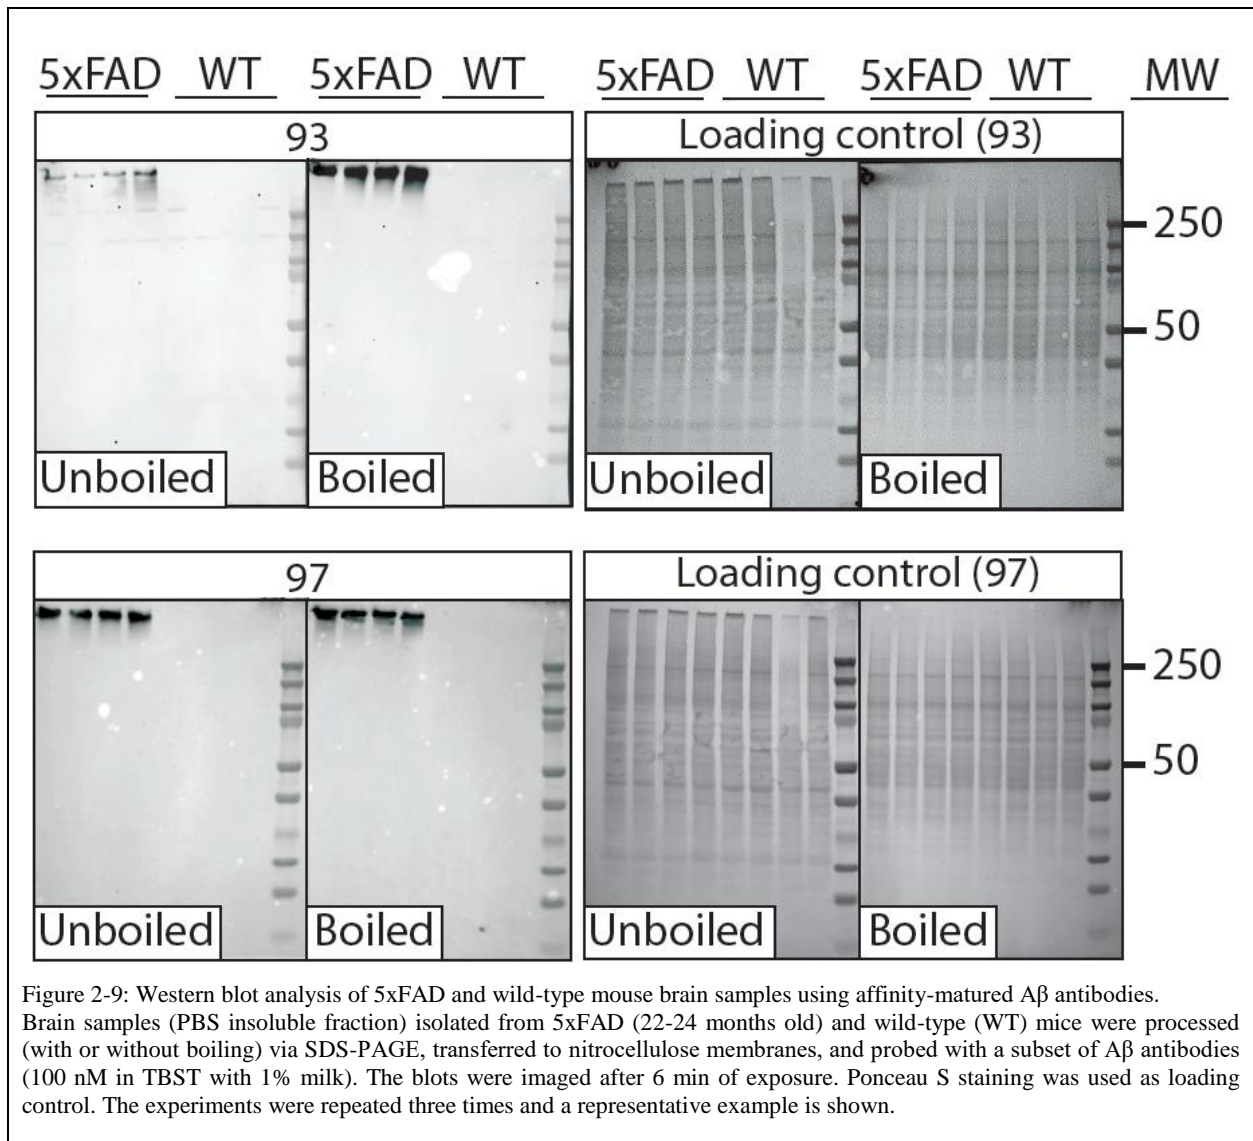 5xFAD WT 5xFAD WT 5xFAD WT 5xFAD WT MW
93 Loading control (93)
250
50
Unboiled Boiled Unboiled Boiled
97 Loading control (97)
250
50
Unboiled Boiled Unboiled Boiled
Figure 2-9: Western blot analysis of 5xFAD and wild-type mouse brain samples using affinity-matured Aβ antibodies.
Brain samples (PBS insoluble fraction) isolated from 5xFAD (22-24 months old) and wild-type (WT) mice were processed
(with or without boiling) via SDS-PAGE, transferred to nitrocellulose membranes, and probed with a subset of Aβ antibodies
(100 nM in TBST with 1% milk). The blots were imaged after 6 min of exposure. Ponceau S staining was used as loading
control. The experiments were repeated three times and a representative example is shown.